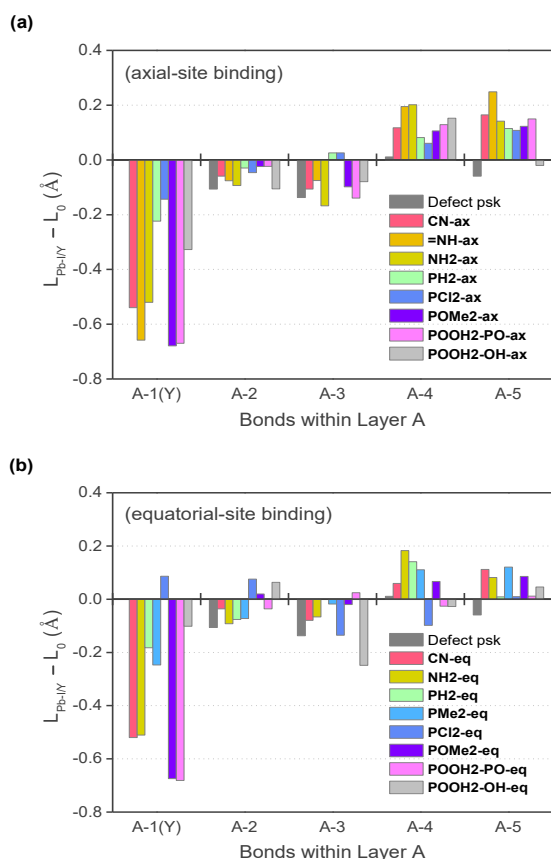 (a)
0.4
0.2
0.0
-0.2
-0.4
-0.6
-0.8
L_Pb-I/Y − L_0 (Å)
(axial-site binding)
Defect psk
CN-ax
=NH-ax
NH2-ax
PH2-ax
PCl2-ax
POMe2-ax
POOH2-PO-ax
POOH2-OH-ax
A-1(Y) A-2 A-3 A-4 A-5
Bonds within Layer A
(b)
0.4
0.2
0.0
-0.2
-0.4
-0.6
-0.8
L_Pb-I/Y − L_0 (Å)
(equatorial-site binding)
Defect psk
CN-eq
NH2-eq
PH2-eq
PMe2-eq
PCl2-eq
POMe2-eq
POOH2-PO-eq
POOH2-OH-eq
A-1(Y) A-2 A-3 A-4 A-5
Bonds within Layer A